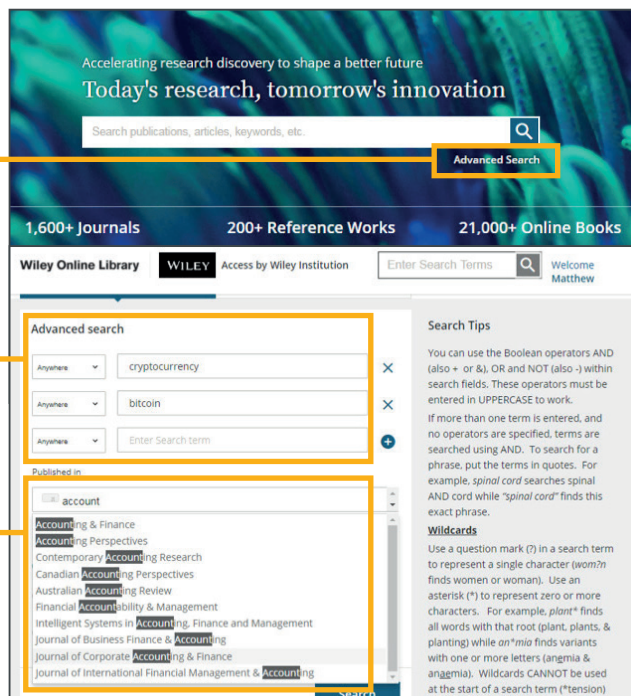 Accelerating research discovery to shape a better future
Today's research, tomorrow's innovation
Search publications, articles, keywords, etc.
Advanced Search
1,600+ Journals 200+ Reference Works 21,000+ Online Books
Wiley Online Library WILEY Access by Wiley Institution Enter Search Terms Welcome
Matthew
Advanced search
Anywhere cryptocurrency
Anywhere bitcoin
Anywhere Enter Search term
Published in
account
Accounting & Finance
Accounting Perspectives
Contemporary Accounting Research
Canadian Accounting Perspectives
Australian Accounting Review
Financial Accountability & Management
Intelligent Systems in Accounting, Finance and Management
Journal of Business Finance & Accounting
Journal of Corporate Accounting & Finance
Journal of International Financial Management & Accounting
Search
Search Tips
You can use the Boolean operators AND
(also + or &), OR and NOT (also -) within
search fields. These operators must be
entered in UPPERCASE to work.
If more than one term is entered, and
no operators are specified, terms are
searched using AND. To search for a
phrase, put the terms in quotes. For
example, spinal cord searches spinal
AND cord while "spinal cord" finds this
exact phrase.
Wildcards
Use a question mark (?) in a search term
to represent a single character (wom?n
finds women or woman). Use an
asterisk (*) to represent zero or more
characters. For example, plant* finds
all words with that root (plant, plants, &
planting) while an*mia finds variants
with one or more letters (anemia &
anaemia). Wildcards CANNOT be used
at the start of a search term (*tension)